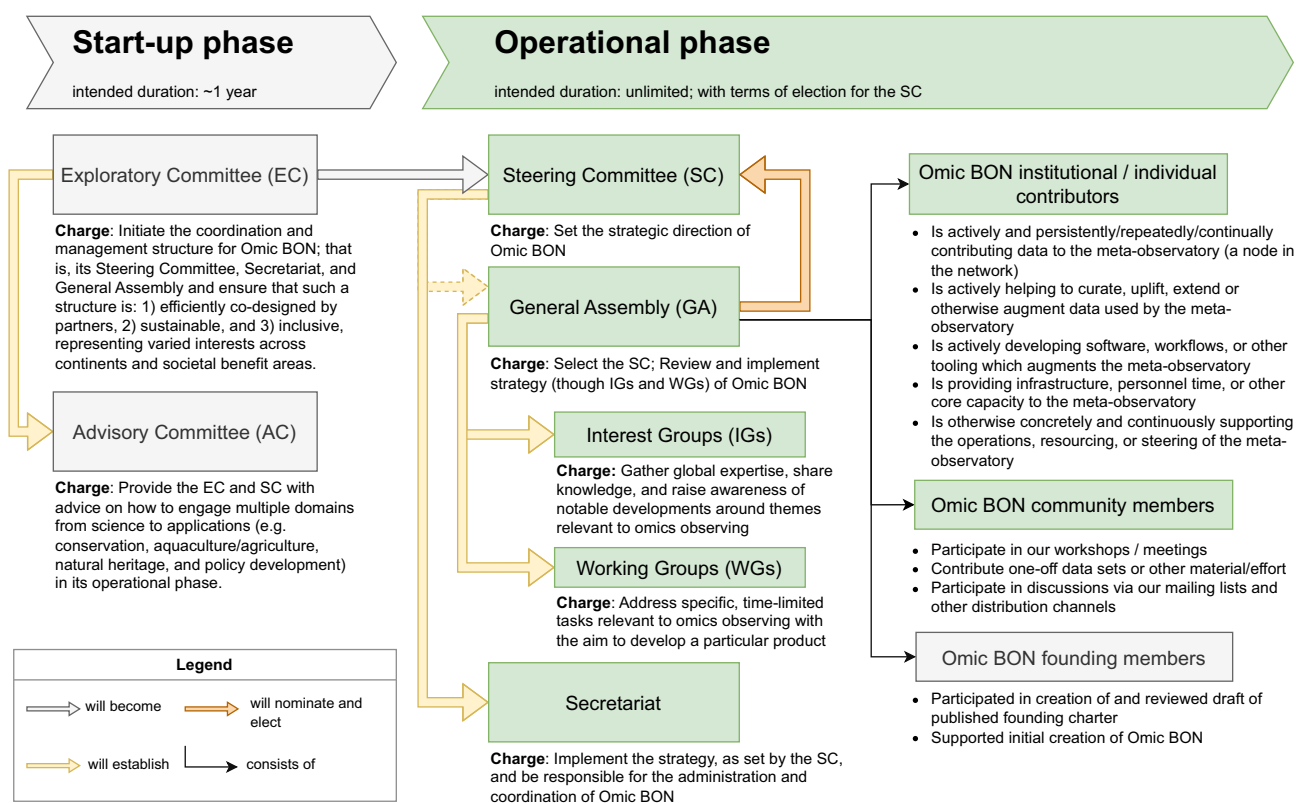 Start-up phase
intended duration: ~1 year
Operational phase
intended duration: unlimited; with terms of election for the SC
Exploratory Committee (EC)
Charge: Initiate the coordination and
management structure for Omic BON; that
is, its Steering Committee, Secretariat, and
General Assembly and ensure that such a
structure is: 1) efficiently co-designed by
partners, 2) sustainable, and 3) inclusive,
representing varied interests across
continents and societal benefit areas.
Advisory Committee (AC)
Charge: Provide the EC and SC with
advice on how to engage multiple domains
from science to applications (e.g.
conservation, aquaculture/agriculture,
natural heritage, and policy development)
in its operational phase.
Legend
will become
will nominate and
elect
will establish
consists of
Steering Committee (SC)
Charge: Set the strategic direction of
Omic BON
General Assembly (GA)
Charge: Select the SC; Review and implement
strategy (though IGs and WGs) of Omic BON
Interest Groups (IGs)
Charge: Gather global expertise, share
knowledge, and raise awareness of
notable developments around themes
relevant to omics observing
Working Groups (WGs)
Charge: Address specific, time-limited
tasks relevant to omics observing with
the aim to develop a particular product
Secretariat
Charge: Implement the strategy, as set by the SC,
and be responsible for the administration and
coordination of Omic BON
Omic BON institutional / individual
contributors
• Is actively and persistently/repeatedly/continually
contributing data to the meta-observatory (a node in
the network)
• Is actively helping to curate, uplift, extend or
otherwise augment data used by the meta-
observatory
• Is actively developing software, workflows, or other
tooling which augments the meta-observatory
• Is providing infrastructure, personnel time, or other
core capacity to the meta-observatory
• Is otherwise concretely and continuously supporting
the operations, resourcing, or steering of the meta-
observatory
Omic BON community members
• Participate in our workshops / meetings
• Contribute one-off data sets or other material/effort
• Participate in discussions via our mailing lists and
other distribution channels
Omic BON founding members
• Participated in creation of and reviewed draft of
published founding charter
• Supported initial creation of Omic BON